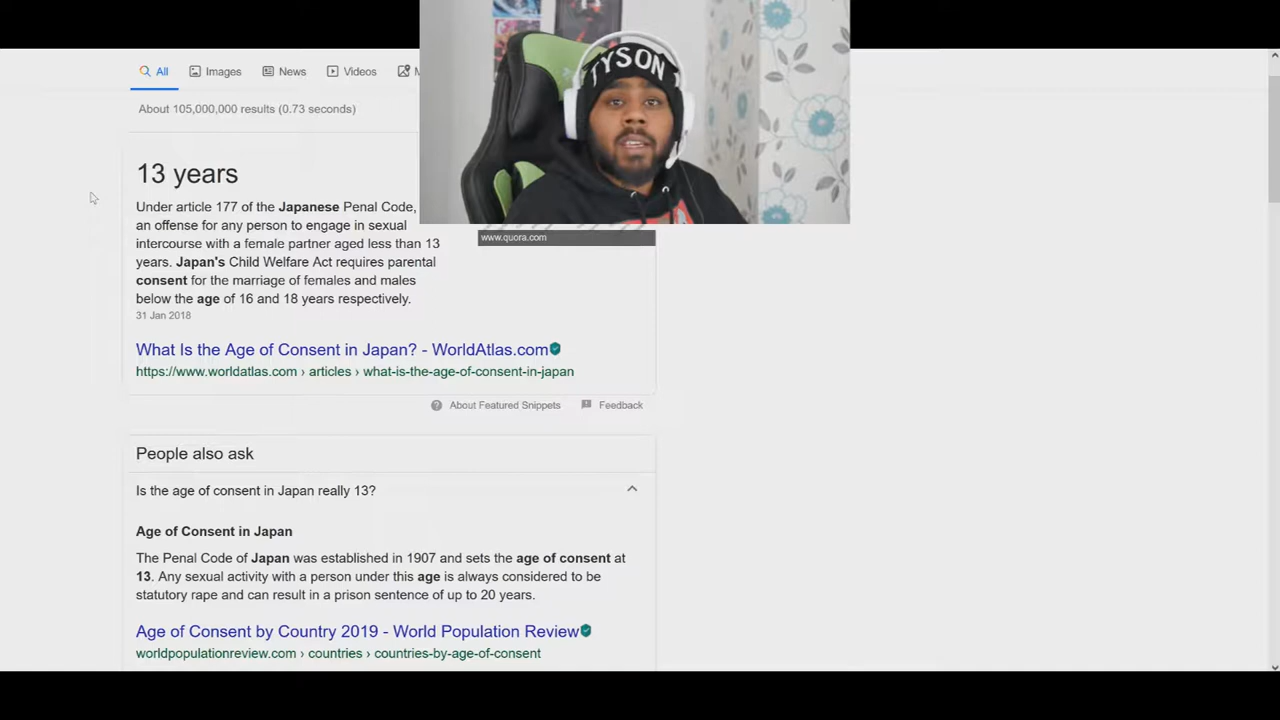 TYSON
All Images News Videos M
About 105,000,000 results (0.73 seconds)
13 years
Under article 177 of the Japanese Penal Code,
an offense for any person to engage in sexual
intercourse with a female partner aged less than 13
years. Japan's Child Welfare Act requires parental
consent for the marriage of females and males
below the age of 16 and 18 years respectively.
31 Jan 2018
www.quora.com
What Is the Age of Consent in Japan? - WorldAtlas.com
https://www.worldatlas.com › articles › what-is-the-age-of-consent-in-japan
About Featured Snippets Feedback
People also ask
Is the age of consent in Japan really 13?
Age of Consent in Japan
The Penal Code of Japan was established in 1907 and sets the age of consent at
13. Any sexual activity with a person under this age is always considered to be
statutory rape and can result in a prison sentence of up to 20 years.
Age of Consent by Country 2019 - World Population Review
worldpopulationreview.com › countries › countries-by-age-of-consent